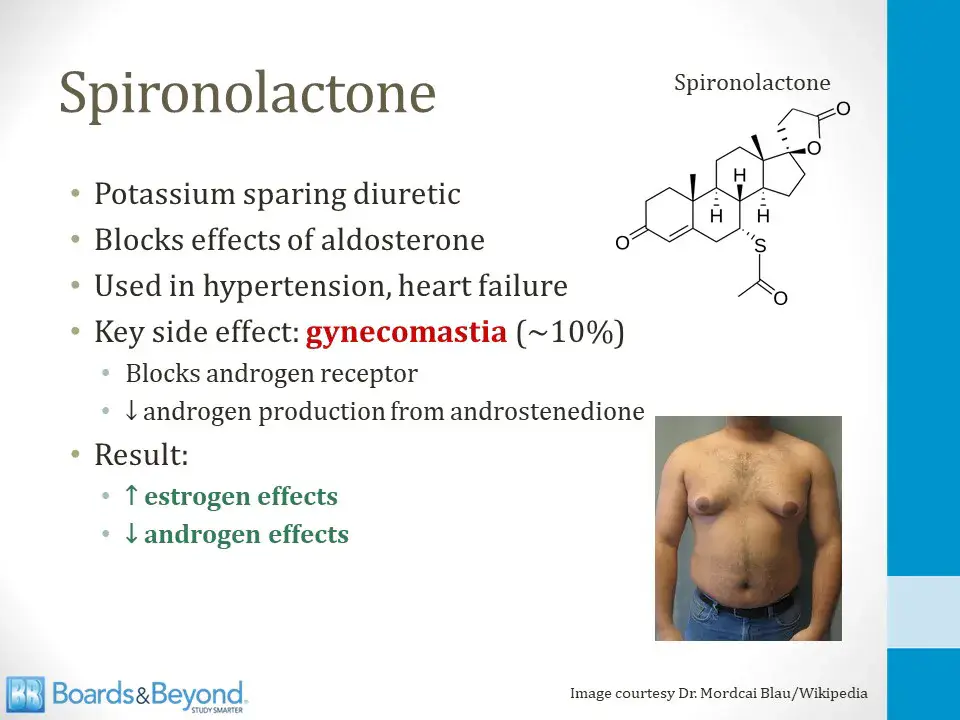 Spironolactone
Spironolactone
O
O
H
H
H
O
S
O
• Potassium sparing diuretic
• Blocks effects of aldosterone
• Used in hypertension, heart failure
• Key side effect: gynecomastia (~10%)
• Blocks androgen receptor
• ↓ androgen production from androstenedione
• Result:
• ↑ estrogen effects
• ↓ androgen effects
BB Boards&Beyond.
STUDY SMARTER
Image courtesy Dr. Mordcai Blau/Wikipedia